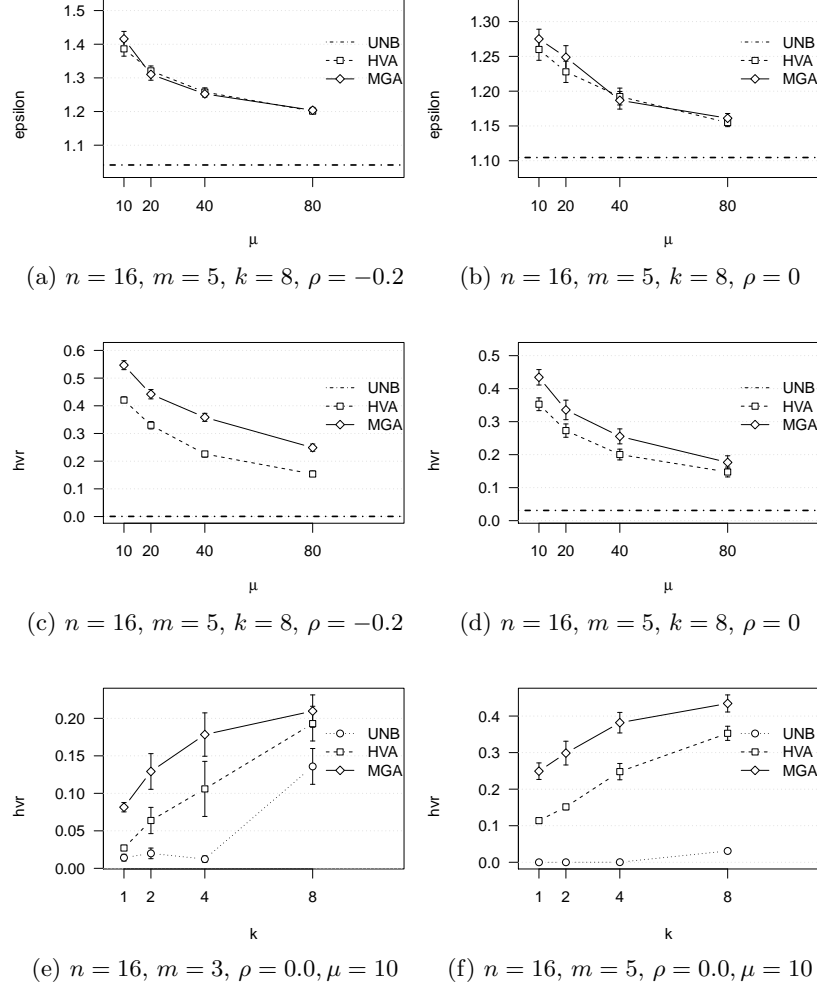 1.5
1.4
1.3
1.2
1.1
epsilon
10 20 40 80
μ
UNB
HVA
MGA
(a) n = 16, m = 5, k = 8, ρ = −0.2
1.30
1.25
1.20
1.15
1.10
epsilon
10 20 40 80
μ
UNB
HVA
MGA
(b) n = 16, m = 5, k = 8, ρ = 0
0.6
0.5
0.4
0.3
0.2
0.1
0.0
hvr
10 20 40 80
μ
UNB
HVA
MGA
(c) n = 16, m = 5, k = 8, ρ = −0.2
0.5
0.4
0.3
0.2
0.1
0.0
hvr
10 20 40 80
μ
UNB
HVA
MGA
(d) n = 16, m = 5, k = 8, ρ = 0
0.20
0.15
0.10
0.05
0.00
hvr
1 2 4 8
k
UNB
HVA
MGA
(e) n = 16, m = 3, ρ = 0.0, μ = 10
0.4
0.3
0.2
0.1
0.0
hvr
1 2 4 8
k
UNB
HVA
MGA
(f) n = 16, m = 5, ρ = 0.0, μ = 10